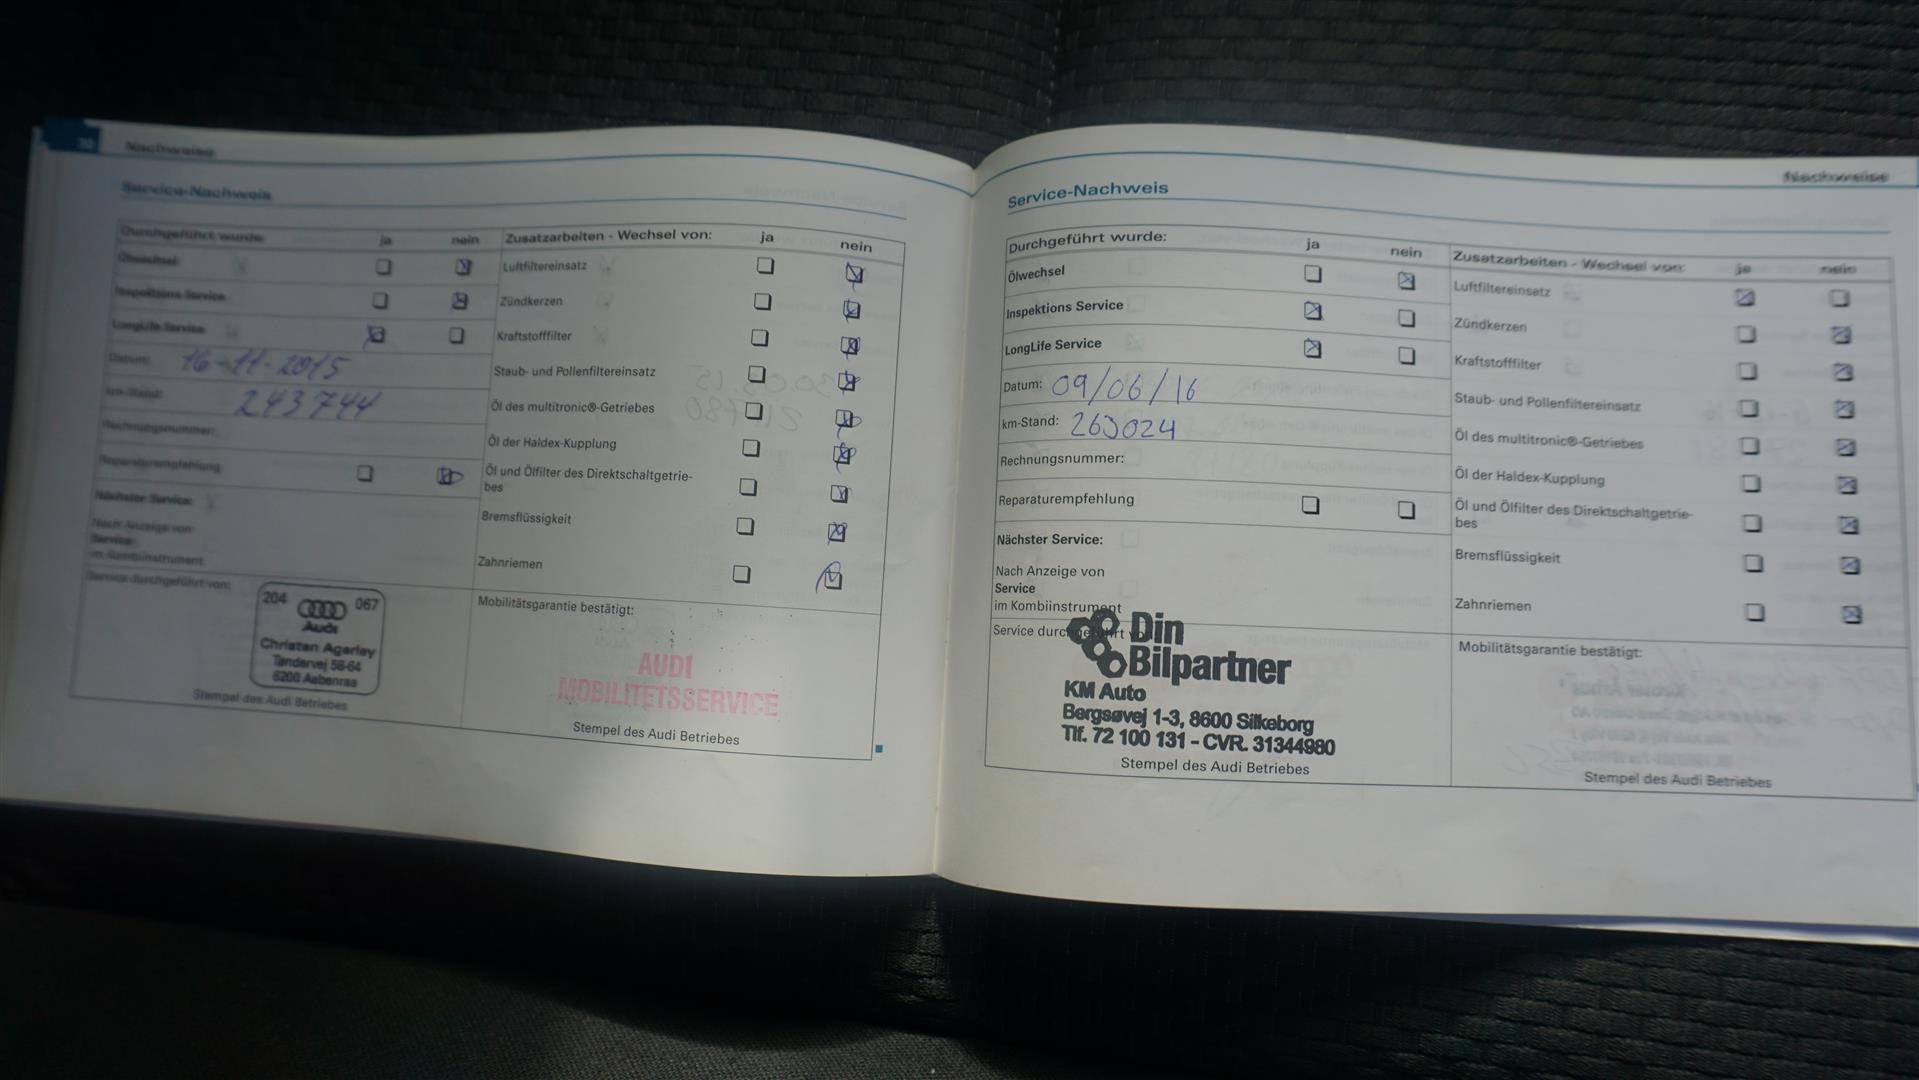 30 Nachweise
Service-Nachweis
Durchgeführt wurde: ja nein
Ölwechsel
Inspektions Service
LongLife Service
Datum: 16-11-2015
km-Stand: 243744
Rechnungsnummer:
Reparaturempfehlung
Nächster Service:
Nach Anzeige von
Service
im Kombiinstrument
Service durchgeführt von:
204 067
Audi
Christen Agerley
Tøndervej 58-64
6200 Aabenraa
Stempel des Audi Betriebes
Zusatzarbeiten - Wechsel von: ja nein
Luftfiltereinsatz
Zündkerzen
Kraftstofffilter
Staub- und Pollenfiltereinsatz
Öl des multitronic®-Getriebes
Öl der Haldex-Kupplung
Öl und Ölfilter des Direktschaltgetrie-
bes
Bremsflüssigkeit
Zahnriemen
Mobilitätsgarantie bestätigt:
AUDI
MOBILITETSSERVICE
Stempel des Audi Betriebes
Nachweise
Service-Nachweis
Durchgeführt wurde: ja nein
Ölwechsel
Inspektions Service
LongLife Service
Datum: 09/06/16
km-Stand: 263024
Rechnungsnummer:
Reparaturempfehlung
Nächster Service:
Nach Anzeige von
Service
im Kombiinstrument
Service durchgeführt von:
Din
Bilpartner
KM Auto
Bergsøvej 1-3, 8600 Silkeborg
Tlf. 72 100 131 - CVR. 31344980
Stempel des Audi Betriebes
Zusatzarbeiten - Wechsel von: ja nein
Luftfiltereinsatz
Zündkerzen
Kraftstofffilter
Staub- und Pollenfiltereinsatz
Öl des multitronic®-Getriebes
Öl der Haldex-Kupplung
Öl und Ölfilter des Direktschaltgetrie-
bes
Bremsflüssigkeit
Zahnriemen
Mobilitätsgarantie bestätigt:
Stempel des Audi Betriebes